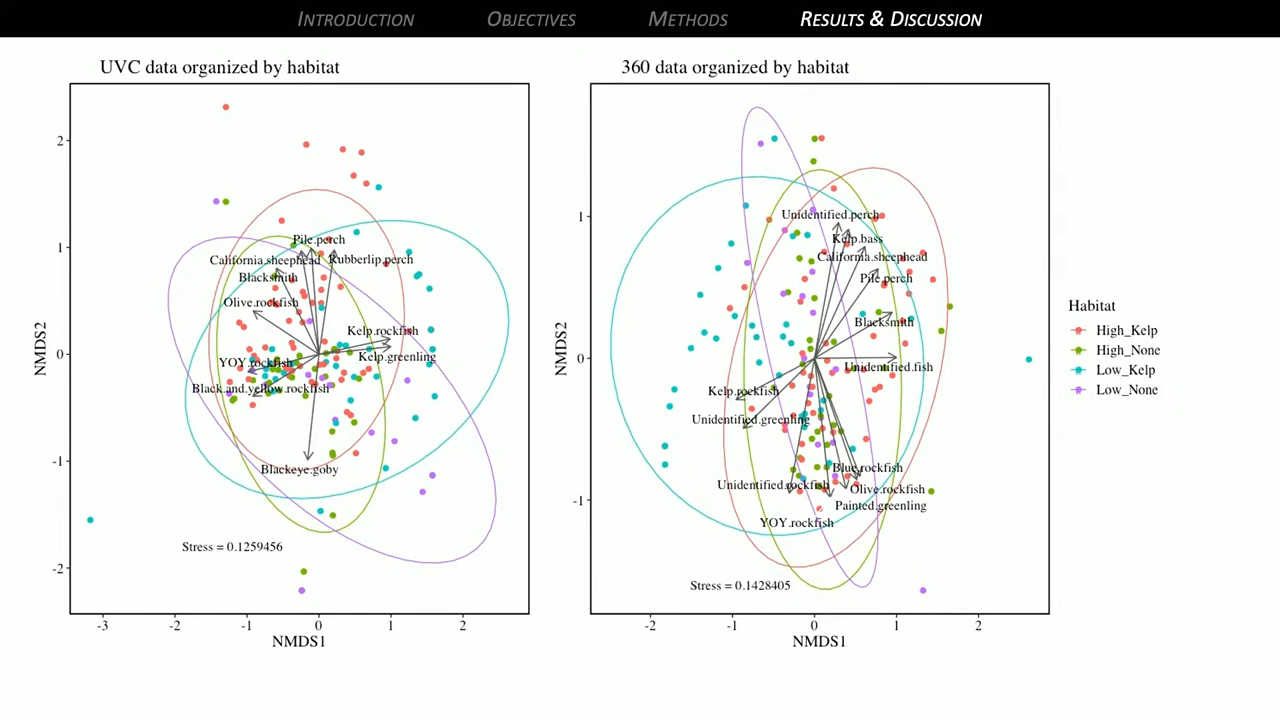 INTRODUCTION OBJECTIVES METHODS RESULTS & DISCUSSION
UVC data organized by habitat
2
1
0
-1
-2
NMDS2
Pile.perch
California.sheephead
Rubberlip.perch
Blacksmith
Olive.rockfish
Kelp.rockfish
Kelp.greenling
YOY.rockfish
Black.and.yellow.rockfish
Blackeye.goby
Stress = 0.1259456
-3 -2 -1 0 1 2
NMDS1
360 data organized by habitat
1
0
-1
NMDS2
Unidentified.perch
Kelp.bass
California.sheephead
Pile.perch
Blacksmith
Unidentified.fish
Kelp.rockfish
Unidentified.greenling
Blue.rockfish
Unidentified.rockfish
Olive.rockfish
Painted.greenling
YOY.rockfish
Stress = 0.1428405
-2 -1 0 1 2
NMDS1
Habitat
High_Kelp
High_None
Low_Kelp
Low_None